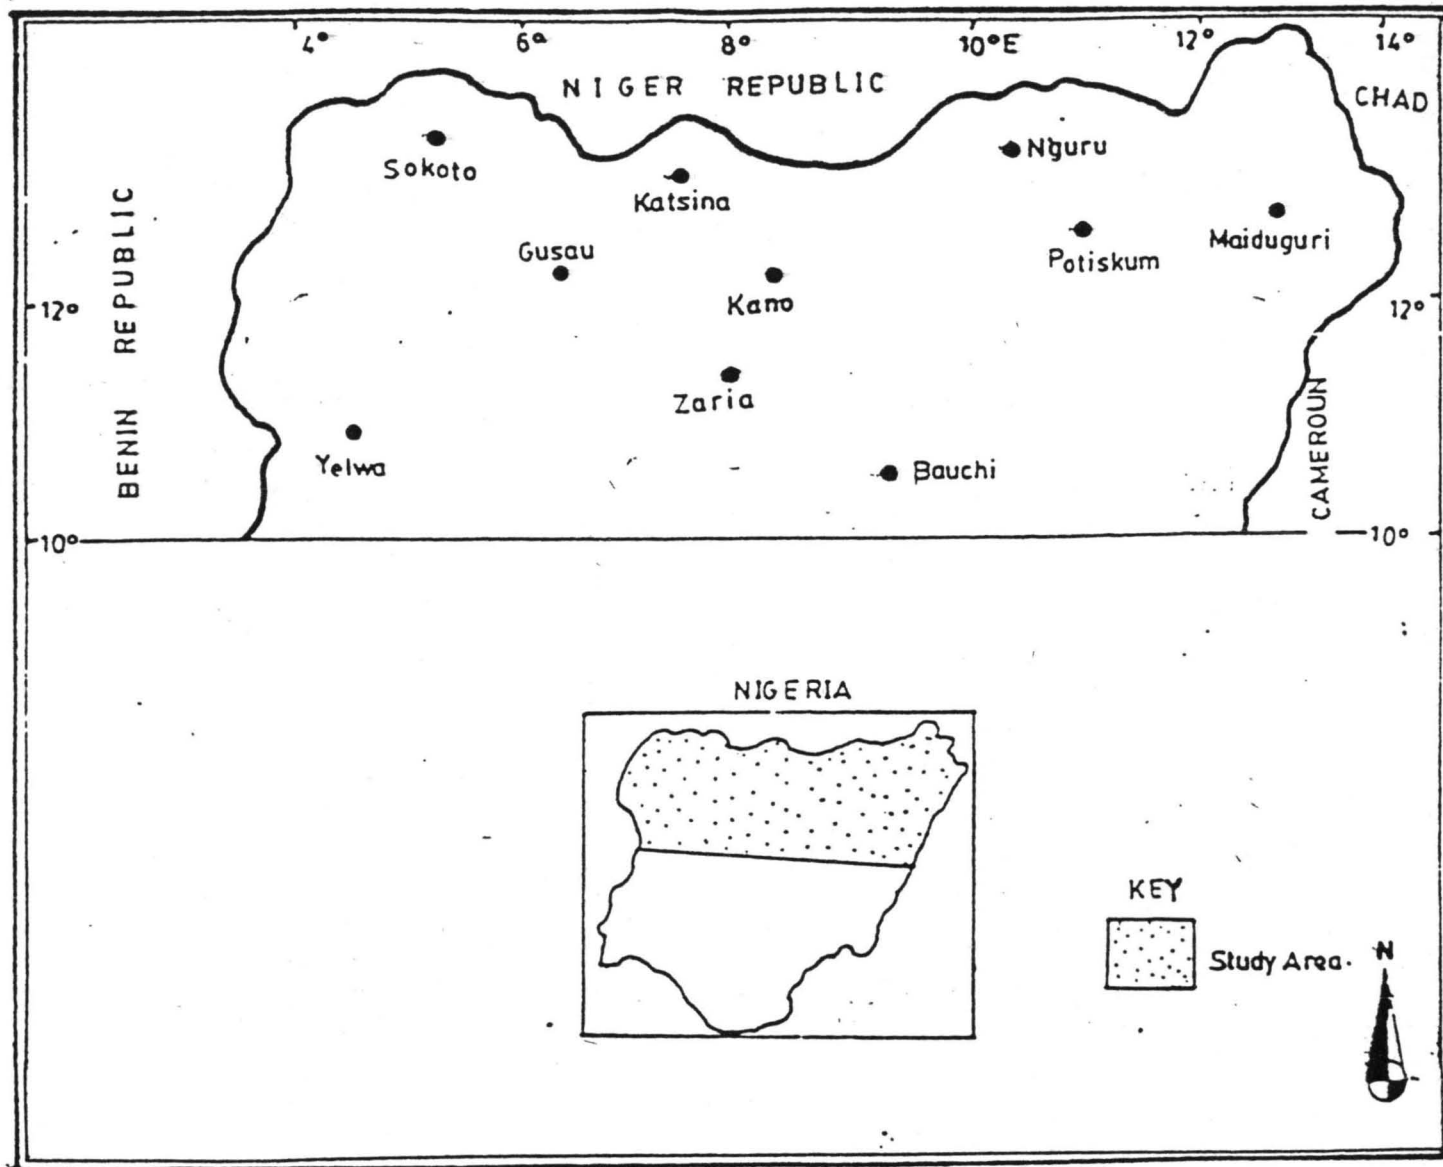 4° 6° 8° 10°E 12° 14°
NIGER REPUBLIC
CHAD
Sokoto
N'guru
Katsina
BENIN REPUBLIC
Gusau
Potiskum
Maiduguri
12°
Kano
12°
Zaria
CAMEROUN
Yelwa
Bauchi
10°
10°
NIGERIA
KEY
Study Area.
N